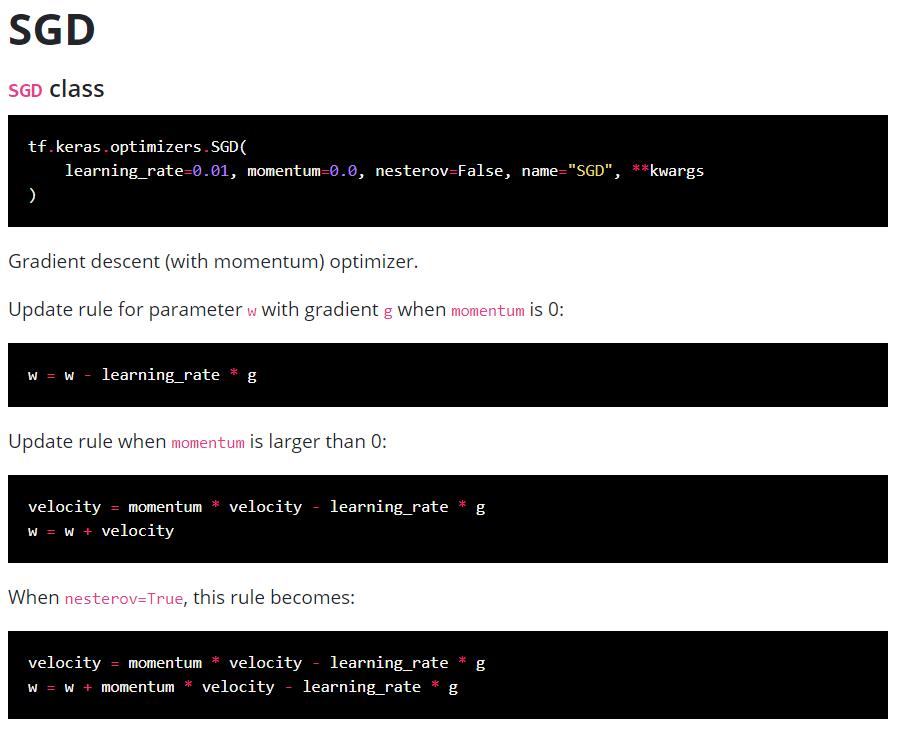 SGD
SGD class
tf.keras.optimizers.SGD(
    learning_rate=0.01, momentum=0.0, nesterov=False, name="SGD", **kwargs
)
Gradient descent (with momentum) optimizer.
Update rule for parameter w with gradient g when momentum is 0:
w = w - learning_rate * g
Update rule when momentum is larger than 0:
velocity = momentum * velocity - learning_rate * g
w = w + velocity
When nesterov=True, this rule becomes:
velocity = momentum * velocity - learning_rate * g
w = w + momentum * velocity - learning_rate * g